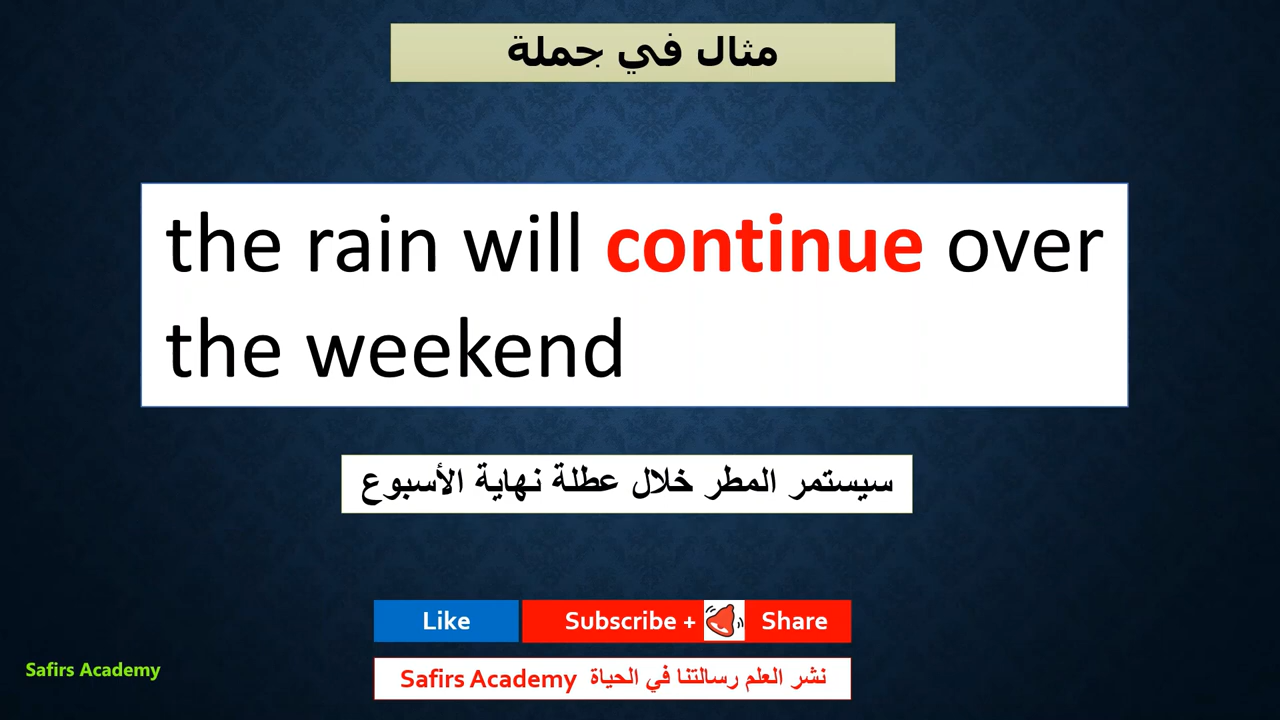 مثال في جملة
the rain will continue over
the weekend
سيستمر المطر خلال عطلة نهاية الأسبوع
Like
Subscribe + Share
Safirs Academy
نشر العلم رسالتنا في الحياة Safirs Academy